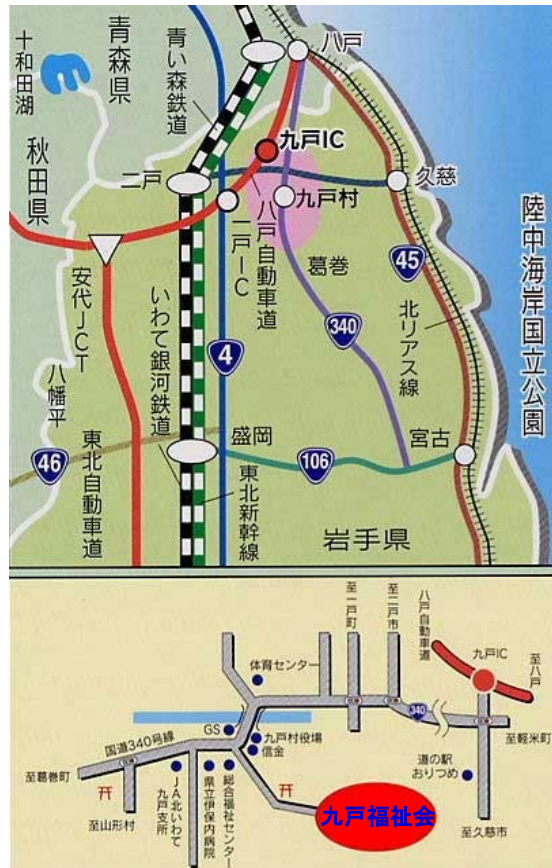 十和田湖
青森県
青い森鉄道
八戸
秋田県
九戸IC
二戸
久慈
九戸村
一戸IC
八戸自動車道
葛巻
陸中海岸国立公園
安代JCT
いわて銀河鉄道
45
340
北リアス線
4
八幡平
盛岡
宮古
46
106
東北自動車道
東北新幹線
岩手県
至一戸町
至二戸市
八戸自動車道
九戸IC
至八戸
体育センター
340
国道340号線
GS
九戸村役場
信金
至軽米町
至葛巻町
道の駅
おりつめ
JA北いわて
九戸支所
県立伊保内病院
総合福祉センター
九戸福祉会
至山形村
至久慈市